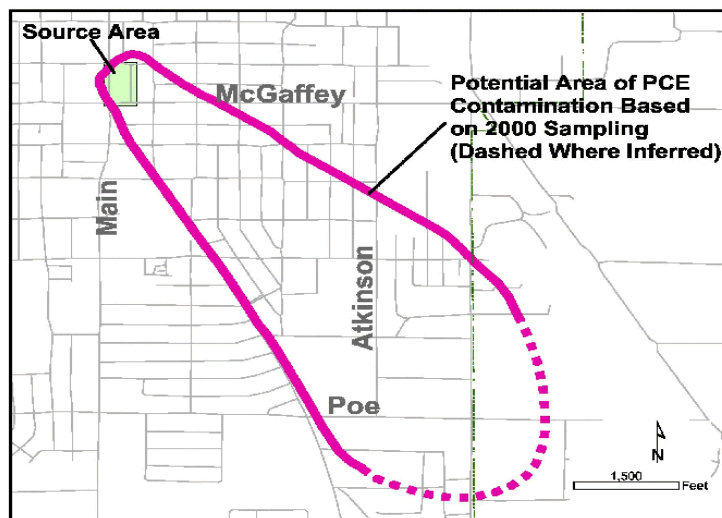 Source Area
McGaffey
Potential Area of PCE
Contamination Based
on 2000 Sampling
(Dashed Where Inferred)
Main
Atkinson
Poe
N
1,500
Feet